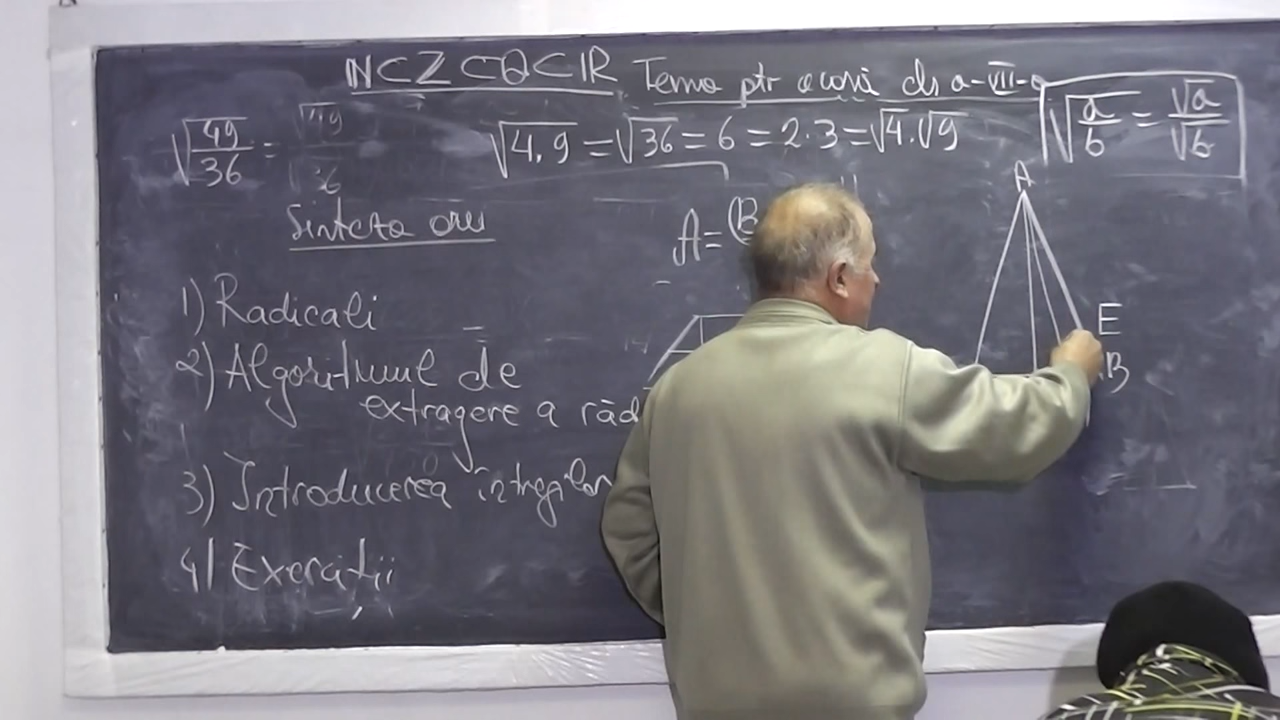 ℕ⊂ℤ⊂ℚ⊂ℝ Tema ptr acasă cls a-VII-a
√(49/36) = √49/√36
√(4.9) = √36 = 6 = 2·3 = √4.√9
√(a/b) = √a/√b
Sinteza orei
A = (B
A
E
B
1) Radicali
2) Algoritmul de
extragere a răd
3) Introducerea întregilor
4) Exerciții